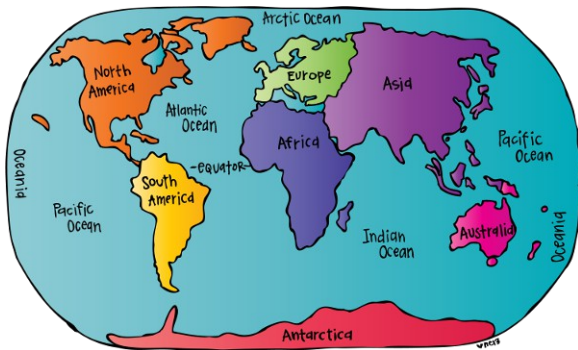 Arctic Ocean
North
America
Europe
Asia
Atlantic
Ocean
Africa
Pacific
Ocean
Oceania
-equator-
South
America
Pacific
Ocean
Indian
Ocean
Australia
Oceania
Antarctica